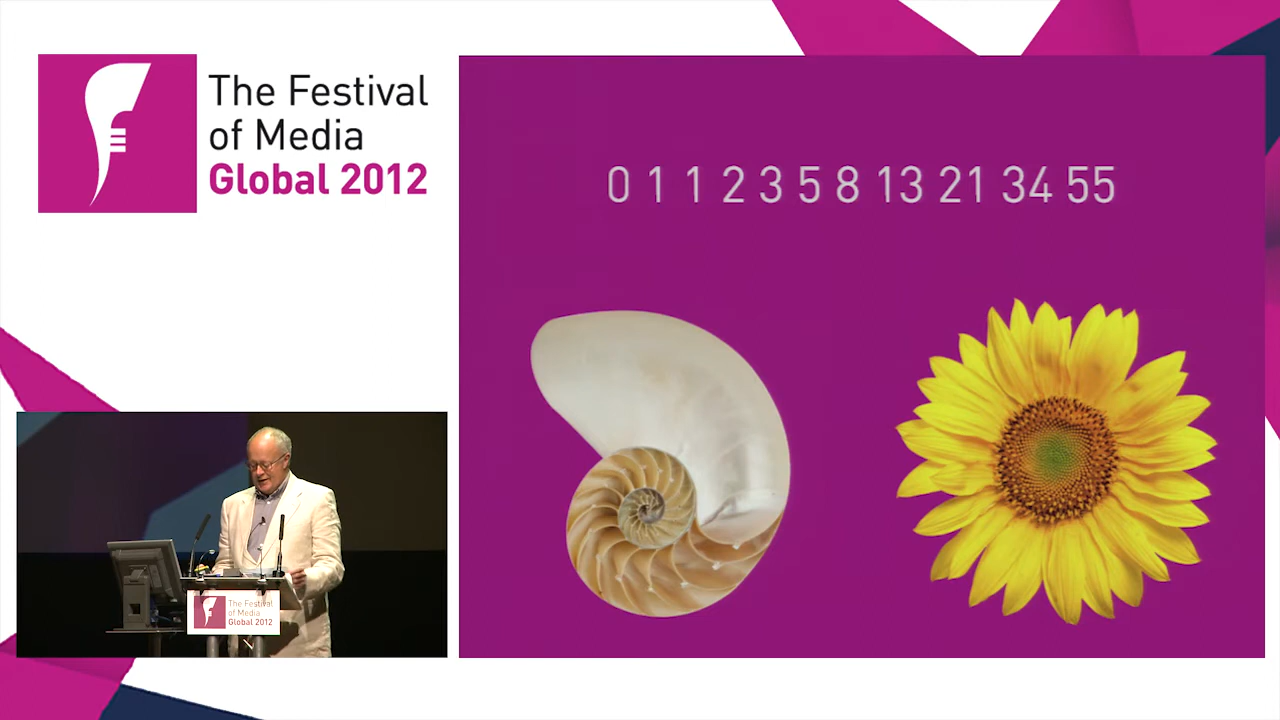 The Festival
of Media
Global 2012
0 1 1 2 3 5 8 13 21 34 55
The Festival
of Media
Global 2012